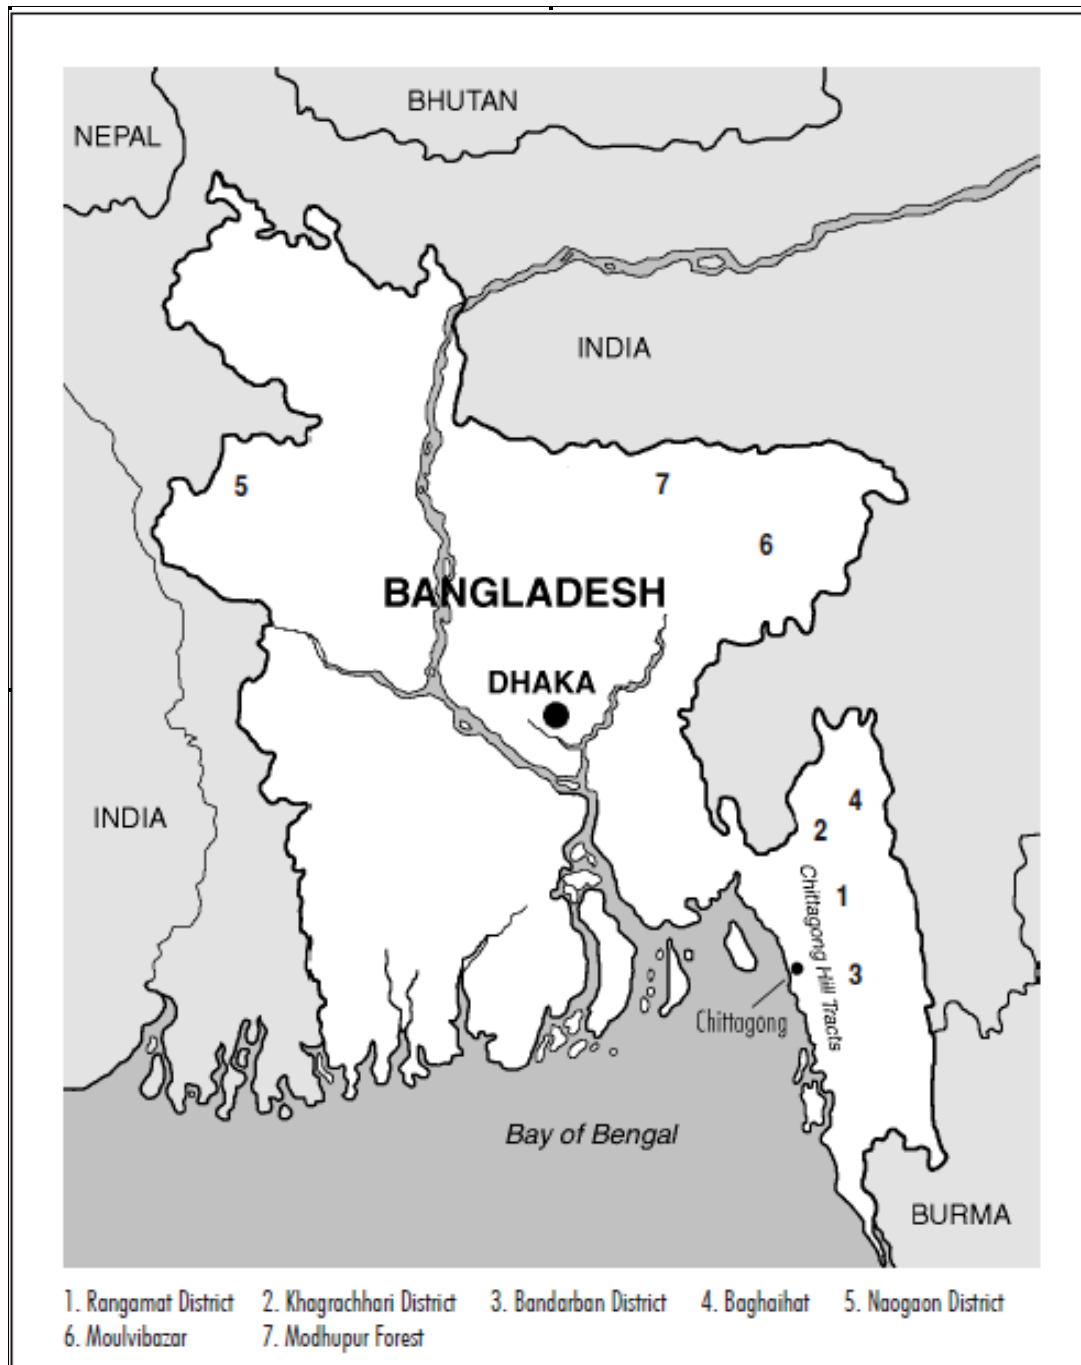 BHUTAN
NEPAL
INDIA
5
7
6
BANGLADESH
DHAKA
INDIA
4
2
1
Chittagong Hill Tracts
3
Chittagong
Bay of Bengal
BURMA
1. Rangamat District 2. Khagrachhari District 3. Bandarban District 4. Baghaihat 5. Naogaon District
6. Moulvibazar 7. Modhupur Forest